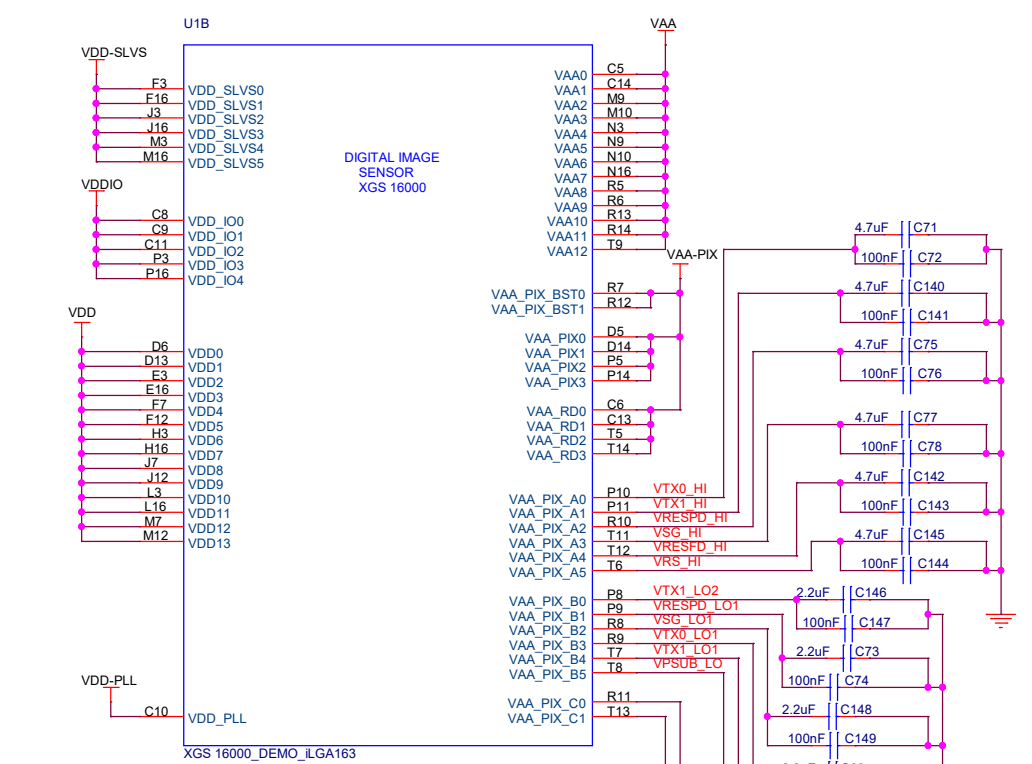 U1B
VAA
VDD-SLVS
F3 VDD_SLVS0
F16 VDD_SLVS1
J3 VDD_SLVS2
J16 VDD_SLVS3
M3 VDD_SLVS4
M16 VDD_SLVS5
VDDIO
C8 VDD_IO0
C9 VDD_IO1
C11 VDD_IO2
P3 VDD_IO3
P16 VDD_IO4
VDD
D6 VDD0
D13 VDD1
E3 VDD2
E16 VDD3
F7 VDD4
F12 VDD5
H3 VDD6
H16 VDD7
J7 VDD8
J12 VDD9
L3 VDD10
L16 VDD11
M7 VDD12
M12 VDD13
VDD-PLL
C10 VDD_PLL
DIGITAL IMAGE
SENSOR
XGS 16000
VAA0 C5
VAA1 C14
VAA2 M9
VAA3 M10
VAA4 N3
VAA5 N9
VAA6 N10
VAA7 N16
VAA8 R5
VAA9 R6
VAA10 R13
VAA11 R14
VAA12 T9
VAA-PIX
VAA_PIX_BST0 R7
VAA_PIX_BST1 R12
VAA_PIX0 D5
VAA_PIX1 D14
VAA_PIX2 P5
VAA_PIX3 P14
VAA_RD0 C6
VAA_RD1 C13
VAA_RD2 T5
VAA_RD3 T14
VAA_PIX_A0 P10 VTX0_HI
VAA_PIX_A1 P11 VTX1_HI
VAA_PIX_A2 R10 VRESPD_HI
VAA_PIX_A3 T11 VSG_HI
VAA_PIX_A4 T12 VRESFD_HI
VAA_PIX_A5 T6 VRS_HI
VAA_PIX_B0 P8 VTX1_LO2
VAA_PIX_B1 P9 VRESPD_LO1
VAA_PIX_B2 R8 VSG_LO1
VAA_PIX_B3 R9 VTX0_LO1
VAA_PIX_B4 T7 VTX1_LO1
VAA_PIX_B5 T8 VPSUB_LO
VAA_PIX_C0 R11
VAA_PIX_C1 T13
4.7uF C71
100nF C72
4.7uF C140
100nF C141
4.7uF C75
100nF C76
4.7uF C77
100nF C78
4.7uF C142
100nF C143
4.7uF C145
100nF C144
2.2uF C146
100nF C147
2.2uF C73
100nF C74
2.2uF C148
100nF C149
XGS 16000_DEMO_iLGA163